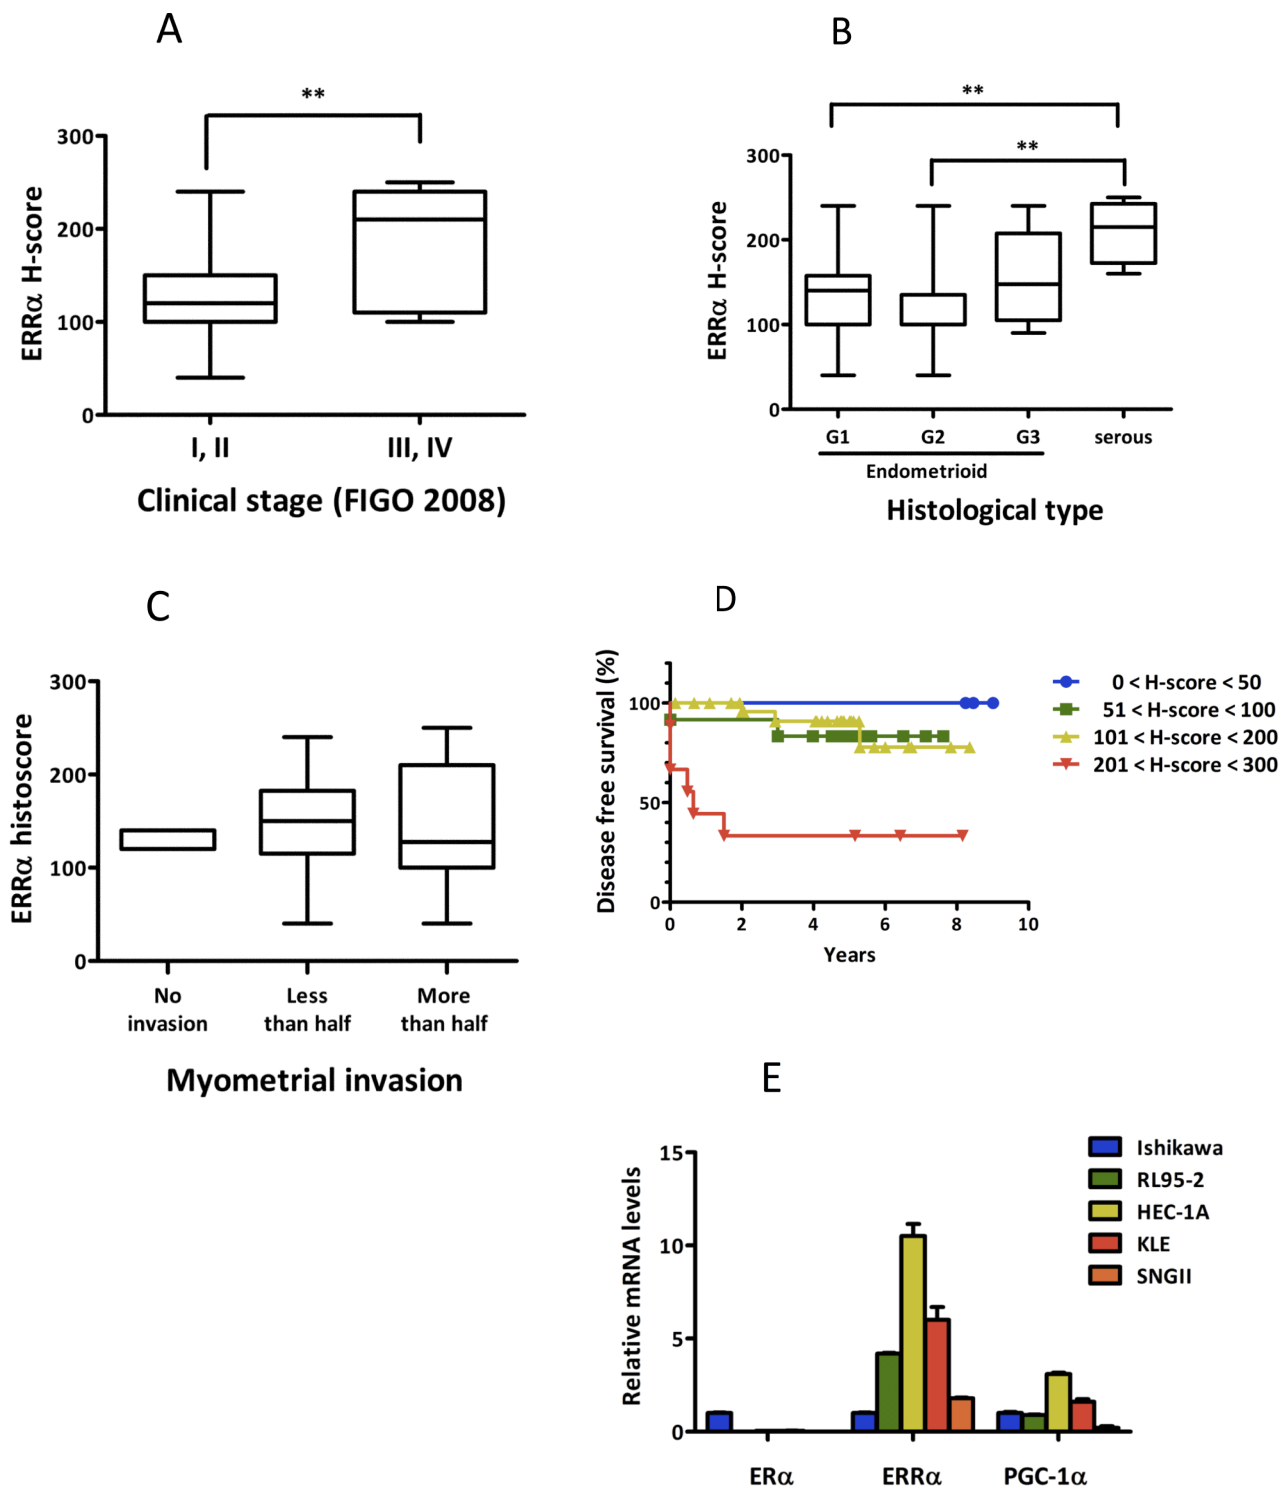 A
**
300
200
100
0
ERRα H-score
I, II
III, IV
Clinical stage (FIGO 2008)
B
**
**
300
200
100
0
ERRα H-score
G1
G2
G3
serous
Endometrioid
Histological type
C
300
200
100
0
ERRα histoscore
No
invasion
Less
than half
More
than half
Myometrial invasion
D
100
50
0
Disease free survival (%)
0
2
4
6
8
10
Years
0 < H-score < 50
51 < H-score < 100
101 < H-score < 200
201 < H-score < 300
E
15
10
5
0
Relative mRNA levels
Ishikawa
RL95-2
HEC-1A
KLE
SNGII
ERα
ERRα
PGC-1α